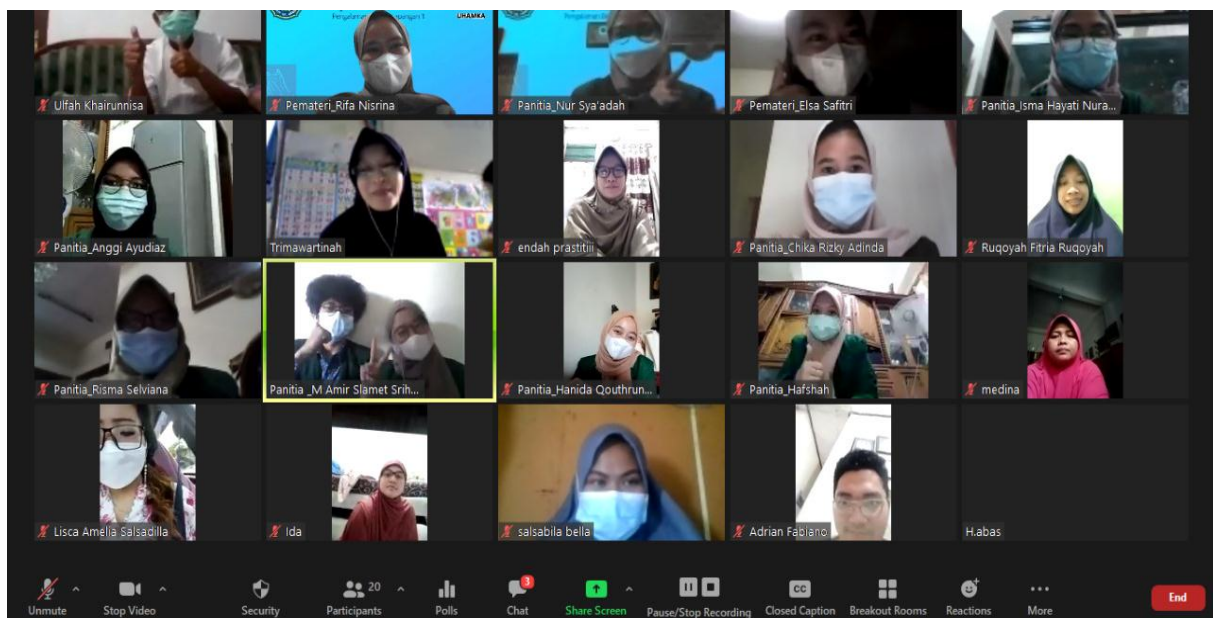 Pengalaman
UHAMKA
Ulfah Khairunnisa
Pemateri_Rifa Nisrina
Panitia_Nur Sya'adah
Pemateri_Elsa Safitri
Panitia_Isma Hayati Nura...
Panitia_Anggi Ayudiaz
Trimawartinah
endah prastitiii
Panitia_Chika Rizky Adinda
Ruqoyah Fitria Ruqoyah
Panitia_Risma Selviana
Panitia _M Amir Slamet Srih...
Panitia_Hanida Qouthrun...
Panitia_Hafshah
medina
Lisca Amelia Salsadilla
Ida
salsabila bella
Adrian Fabiano
H.abas
20
3
CC
Unmute
Stop Video
Security
Participants
Polls
Chat
Share Screen
Pause/Stop Recording
Closed Caption
Breakout Rooms
Reactions
More
End